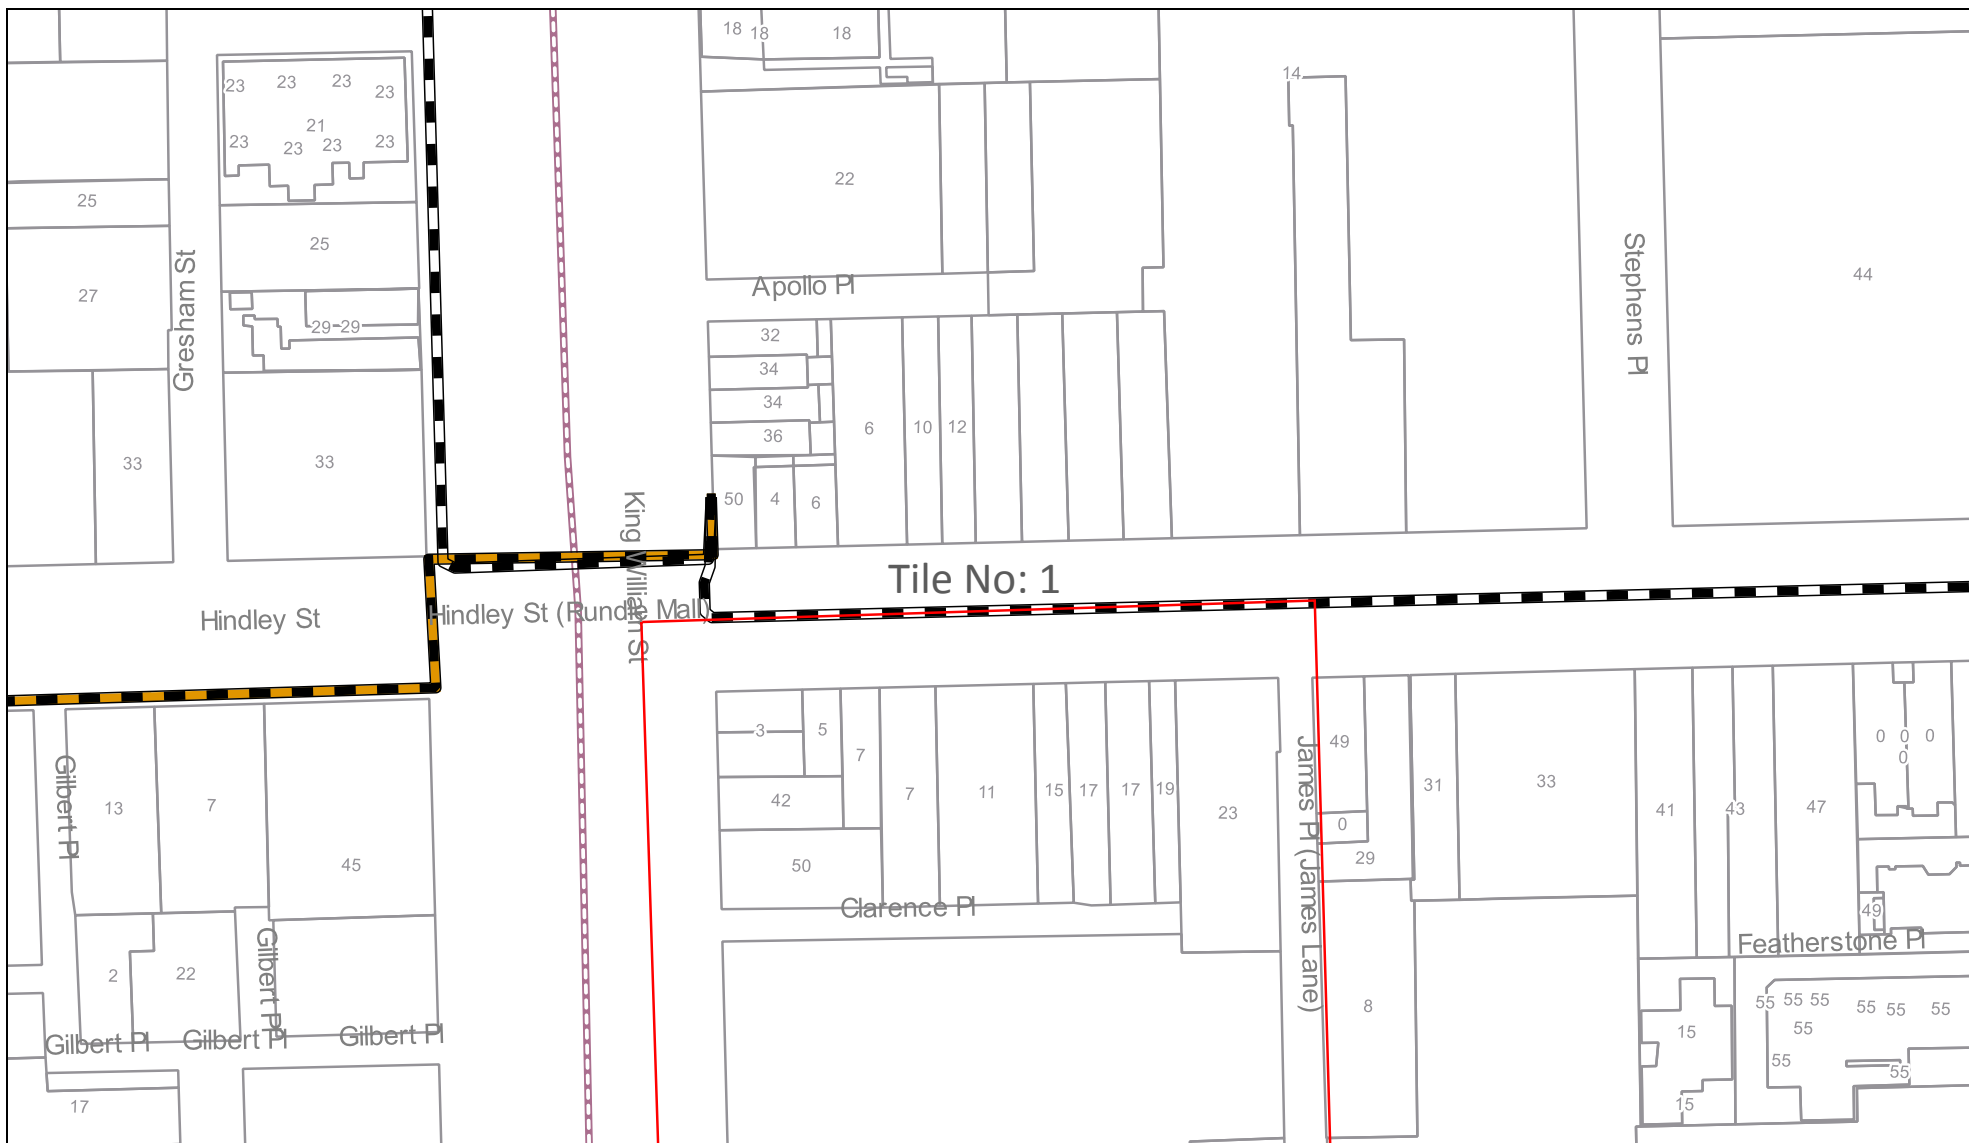 18 18 18
14
23 23 23 23
21
23 23 23 23
22
25
25
44
27
Gresham St
Stephens Pl
Apollo Pl
29 29
32
34
34
36
6 10 12
33
33
50 4 6
King William St
Tile No: 1
Hindley St
Hindley St (Rundle Mall)
3 5 7
42
50
7 11 15 17 17 19 23
James Pl (James Lane)
49
0
29
31 33 41 43 47
0 0 0
0
Gilbert Pl
13 7 45
Clarence Pl
49
Featherstone Pl
2 22
Gilbert Pl
8
55 55 55 55 55 55
55
55
55
15
15
Gilbert Pl Gilbert Pl Gilbert Pl
17